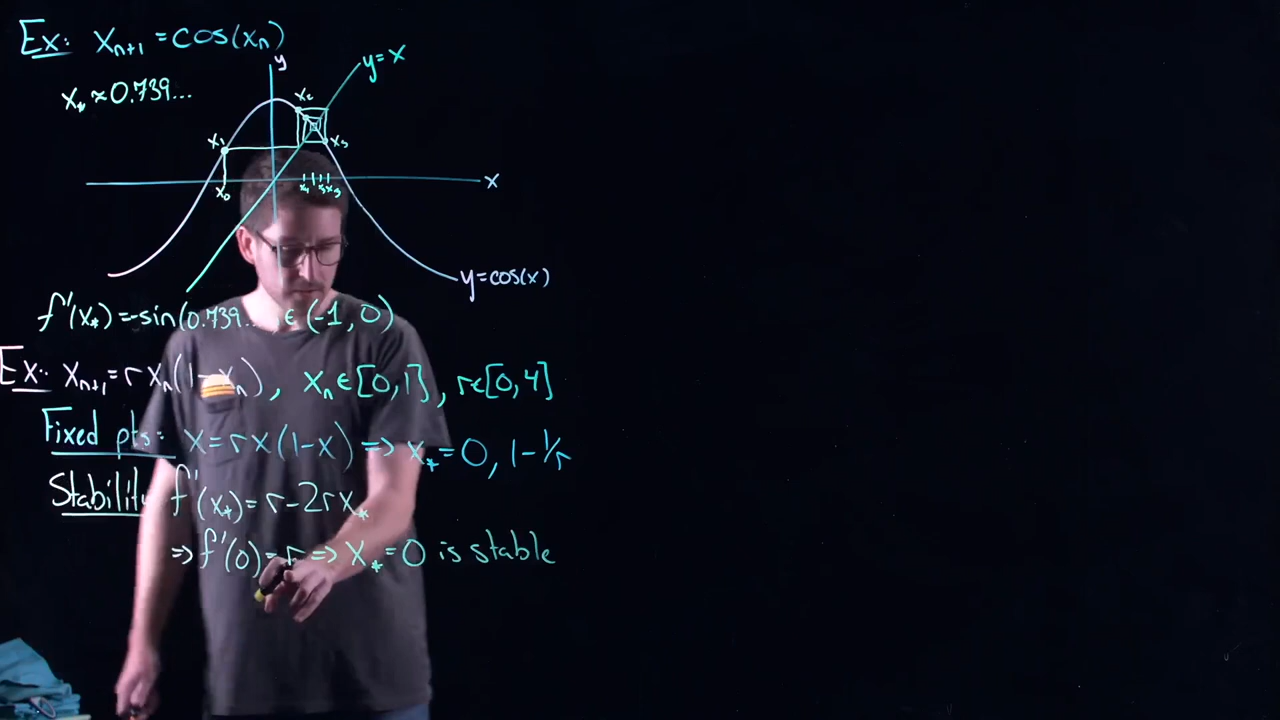 Ex: Xn+1 = cos(xn)
y
y=x
x* ≈ 0.739...
x2
x1
x3
x0
x
y=cos(x)
f'(x*) = -sin(0.739... ∈ (-1, 0)
Ex: Xn+1 = r xn(1-xn), xn ∈ [0,1], r ∈ [0,4]
Fixed pts: x = r x(1-x) ⇒ x* = 0, 1-1/r
Stability f'(x*) = r-2rx*
⇒ f'(0) = r ⇒ x* = 0 is stable